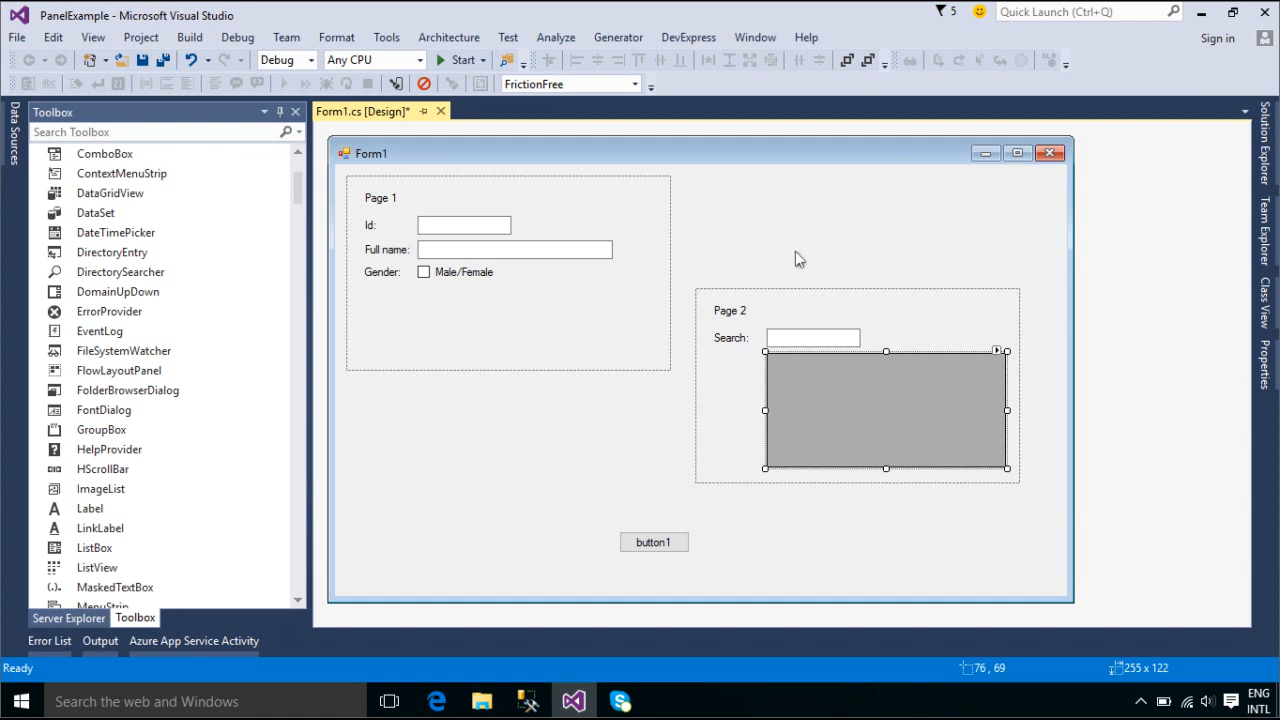 PanelExample - Microsoft Visual Studio
5
Quick Launch (Ctrl+Q)
File Edit View Project Build Debug Team Format Tools Architecture Test Analyze Generator DevExpress Window Help
Sign in
Debug Any CPU Start
FrictionFree
Data Sources
Toolbox
Search Toolbox
ComboBox
ContextMenuStrip
DataGridView
DataSet
DateTimePicker
DirectoryEntry
DirectorySearcher
DomainUpDown
ErrorProvider
EventLog
FileSystemWatcher
FlowLayoutPanel
FolderBrowserDialog
FontDialog
GroupBox
HelpProvider
HScrollBar
ImageList
Label
LinkLabel
ListBox
ListView
MaskedTextBox
MenuStrip
Server Explorer Toolbox
Form1.cs [Design]*
Form1
Page 1
Id:
Full name:
Gender: Male/Female
Page 2
Search:
button1
Solution Explorer
Team Explorer
Class View
Properties
Error List Output Azure App Service Activity
Ready 76 , 69 255 x 122
Search the web and Windows
ENG
INTL